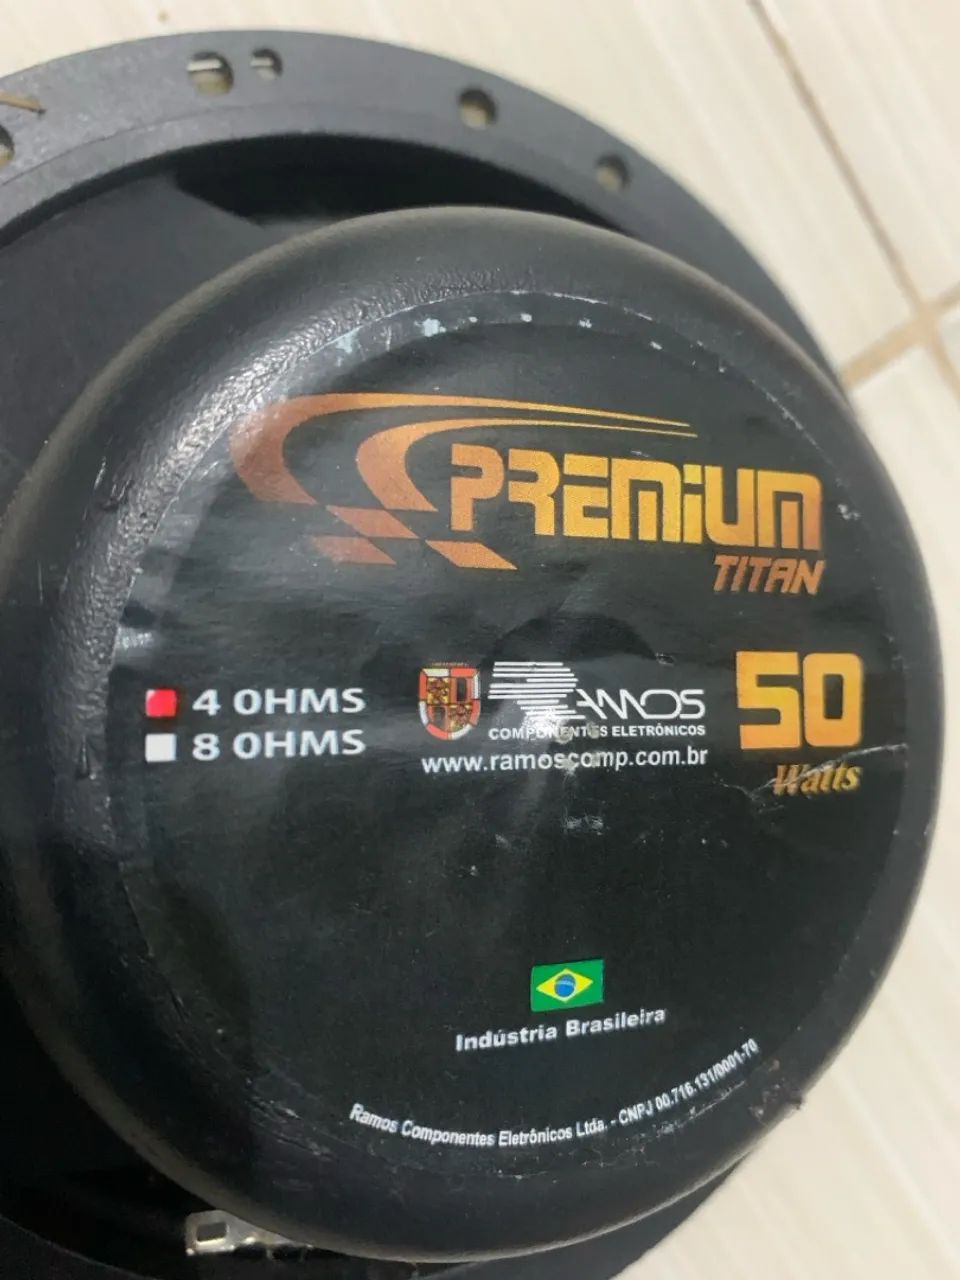 PREMIUM
TITAN
4 OHMS
8 OHMS
RAMOS
COMPONENTES ELETRÔNICOS
www.ramoscomp.com.br
50
Watts
Indústria Brasileira
Ramos Componentes Eletrônicos Ltda. - CNPJ 00.716.131/0001-70